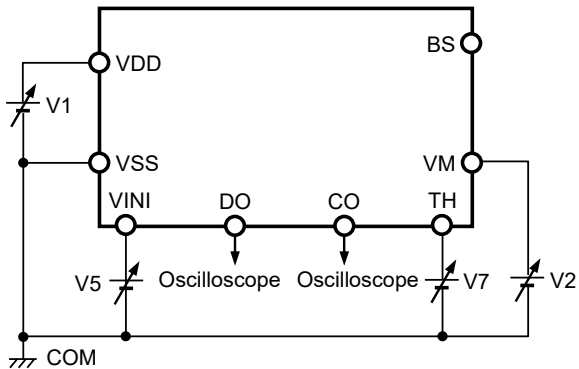 BS
VDD
V1
VSS
VM
VINI
DO
CO
TH
V5
Oscilloscope
Oscilloscope
V7
V2
COM